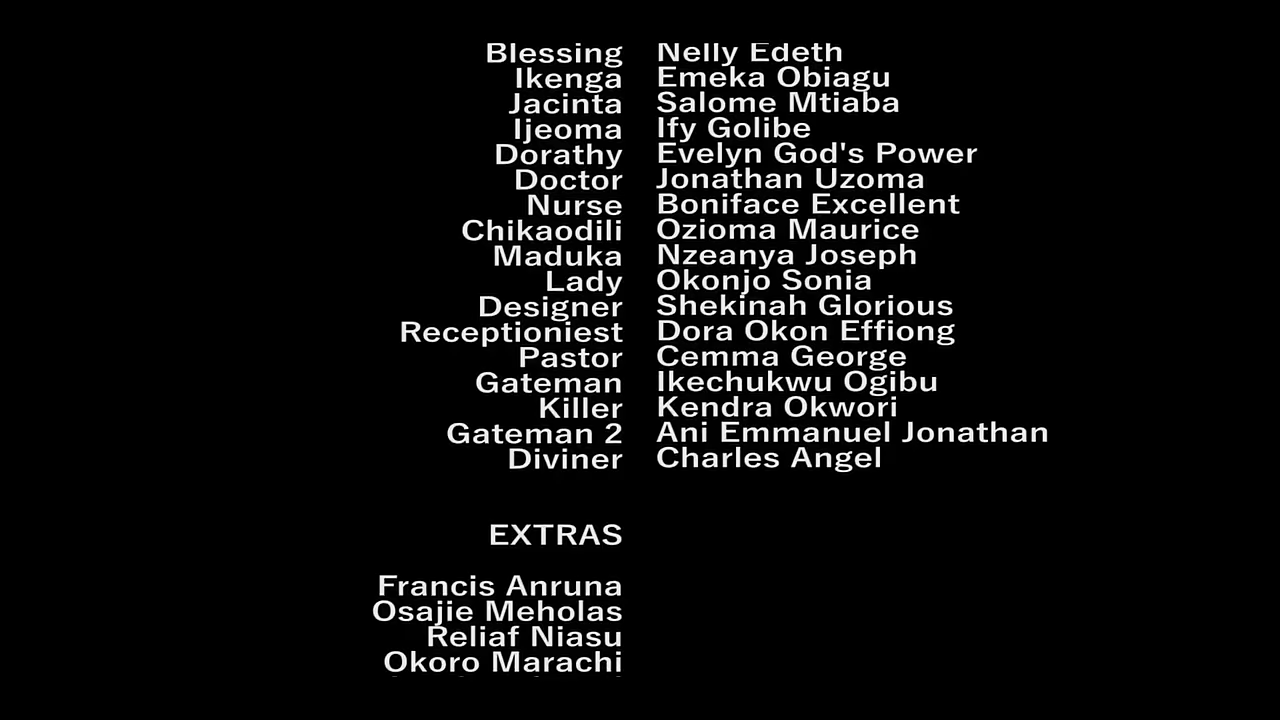 Blessing Nelly Edeth
Ikenga Emeka Obiagu
Jacinta Salome Mtiaba
Ijeoma Ify Golibe
Dorathy Evelyn God's Power
Doctor Jonathan Uzoma
Nurse Boniface Excellent
Chikaodili Ozioma Maurice
Maduka Nzeanya Joseph
Lady Okonjo Sonia
Designer Shekinah Glorious
Receptioniest Dora Okon Effiong
Pastor Cemma George
Gateman Ikechukwu Ogibu
Killer Kendra Okwori
Gateman 2 Ani Emmanuel Jonathan
Diviner Charles Angel
EXTRAS
Francis Anruna
Osajie Meholas
Reliaf Niasu
Okoro Marachi